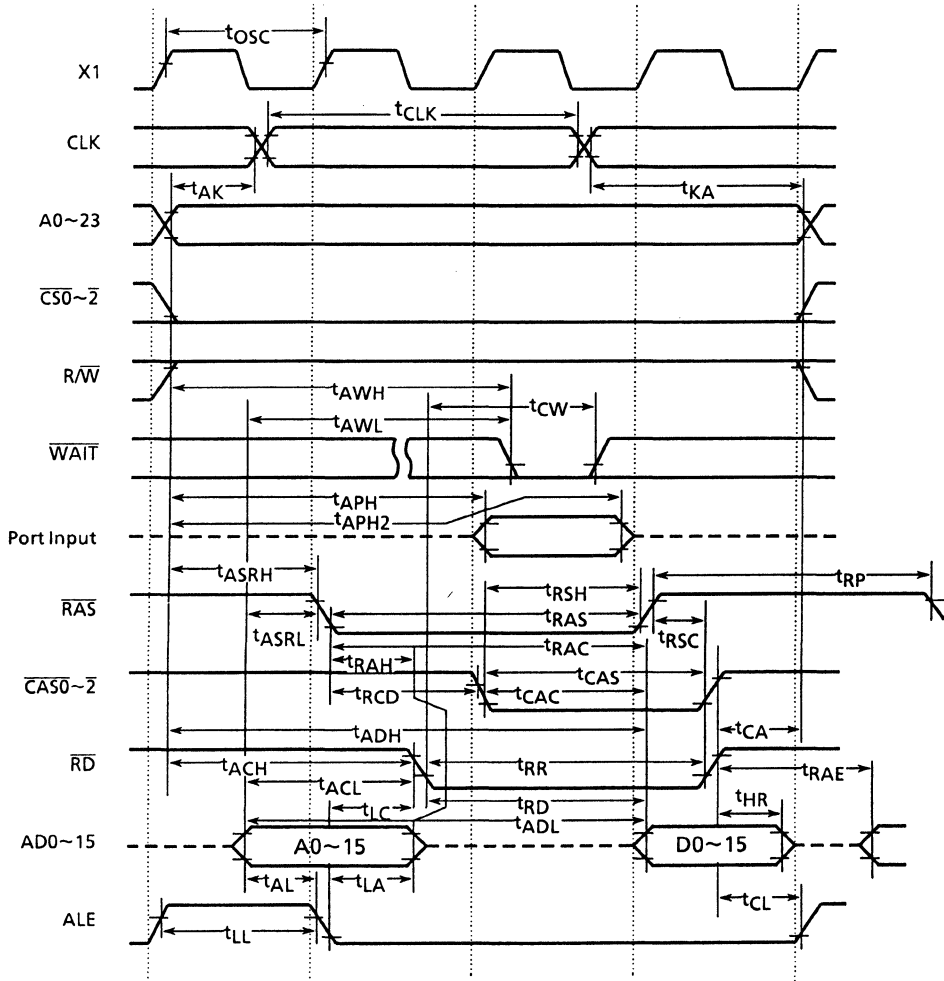 tOSC
X1
tCLK
CLK
tAK
tKA
A0~23
CS0~2
R/W
tAWH
tCW
tAWL
WAIT
tAPH
tAPH2
Port Input
tASRH
tRSH
tRP
RAS
tRAS
tASRL
tRAC
tRSC
tRAH
CAS0~2
tCAS
tRCD
tCAC
tADH
tCA
RD
tACH
tRR
tRAE
tACL
tRD
tHR
tLC
tADL
AD0~15
A0~15
D0~15
tAL
tLA
tCL
ALE
tLL